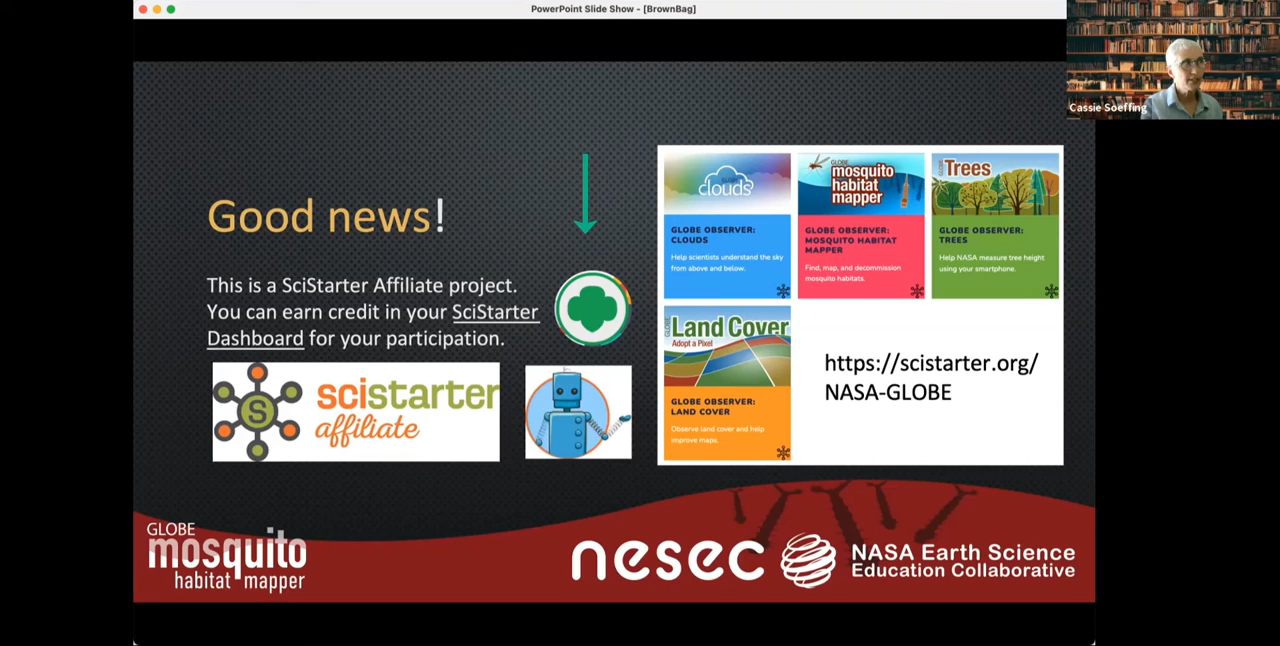 PowerPoint Slide Show - [BrownBag]
Cassie Soeffing
Good news!
This is a SciStarter Affiliate project.
You can earn credit in your SciStarter
Dashboard for your participation.
S
scistarter
affiliate
GLOBE
clouds
GLOBE OBSERVER:
CLOUDS
Help scientists understand the sky
from above and below.
GLOBE
mosquito
habitat
mapper
GLOBE OBSERVER:
MOSQUITO HABITAT
MAPPER
Find, map, and decommission
mosquito habitats.
Trees
GLOBE OBSERVER:
TREES
Help NASA measure tree height
using your smartphone.
GLOBE
Land Cover
Adopt a Pixel
GLOBE OBSERVER:
LAND COVER
Observe land cover and help
improve maps.
https://scistarter.org/
NASA-GLOBE
GLOBE
mosquito
habitat mapper
nesec
NASA Earth Science
Education Collaborative